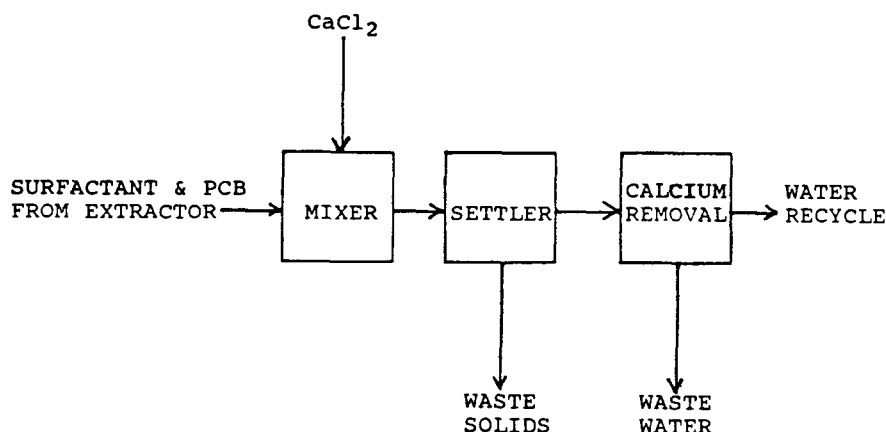 CaCl2
SURFACTANT & PCB
FROM EXTRACTOR
MIXER
SETTLER
CALCIUM
REMOVAL
WATER
RECYCLE
WASTE
SOLIDS
WASTE
WATER